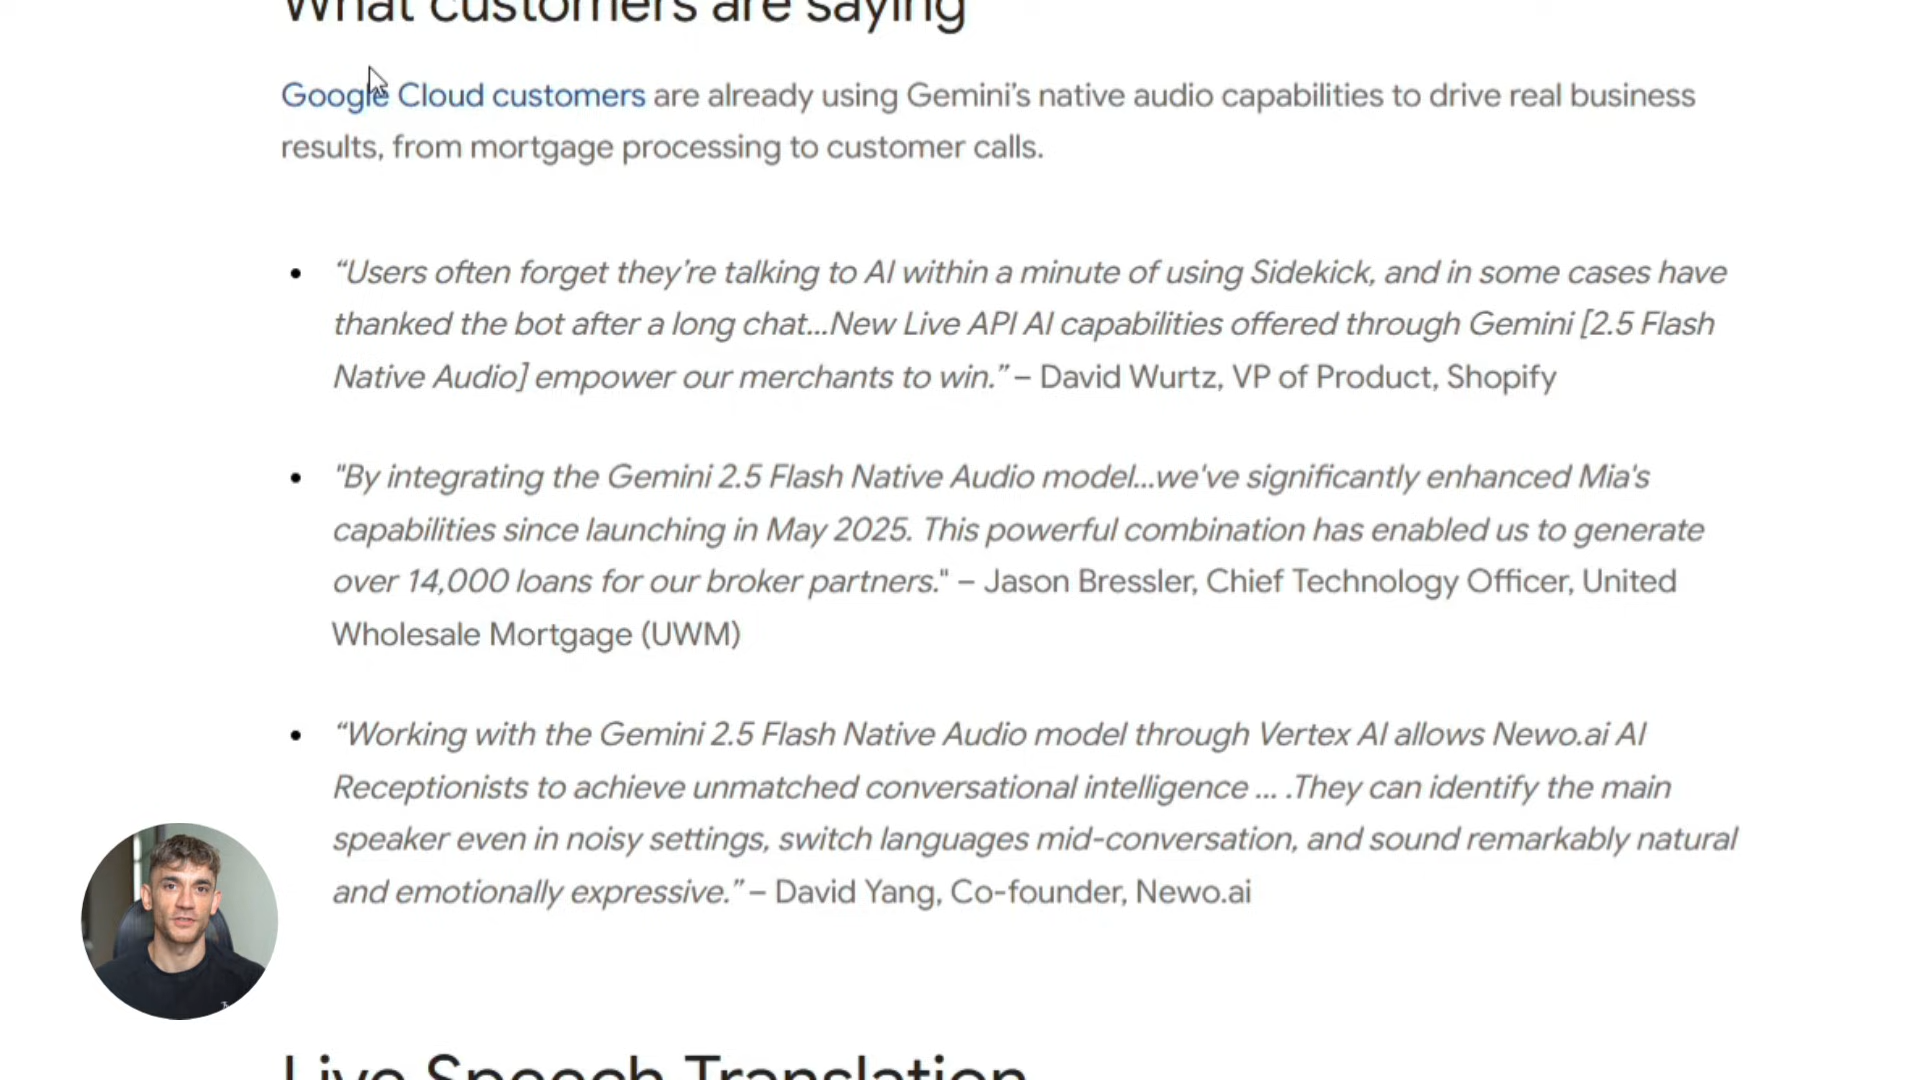 What customers are saying
Google Cloud customers are already using Gemini’s native audio capabilities to drive real business
results, from mortgage processing to customer calls.
• “Users often forget they’re talking to AI within a minute of using Sidekick, and in some cases have
thanked the bot after a long chat...New Live API AI capabilities offered through Gemini [2.5 Flash
Native Audio] empower our merchants to win.” – David Wurtz, VP of Product, Shopify
• "By integrating the Gemini 2.5 Flash Native Audio model...we've significantly enhanced Mia's
capabilities since launching in May 2025. This powerful combination has enabled us to generate
over 14,000 loans for our broker partners." – Jason Bressler, Chief Technology Officer, United
Wholesale Mortgage (UWM)
• “Working with the Gemini 2.5 Flash Native Audio model through Vertex AI allows Newo.ai AI
Receptionists to achieve unmatched conversational intelligence ... .They can identify the main
speaker even in noisy settings, switch languages mid-conversation, and sound remarkably natural
and emotionally expressive.” – David Yang, Co-founder, Newo.ai
Live Speech Translation